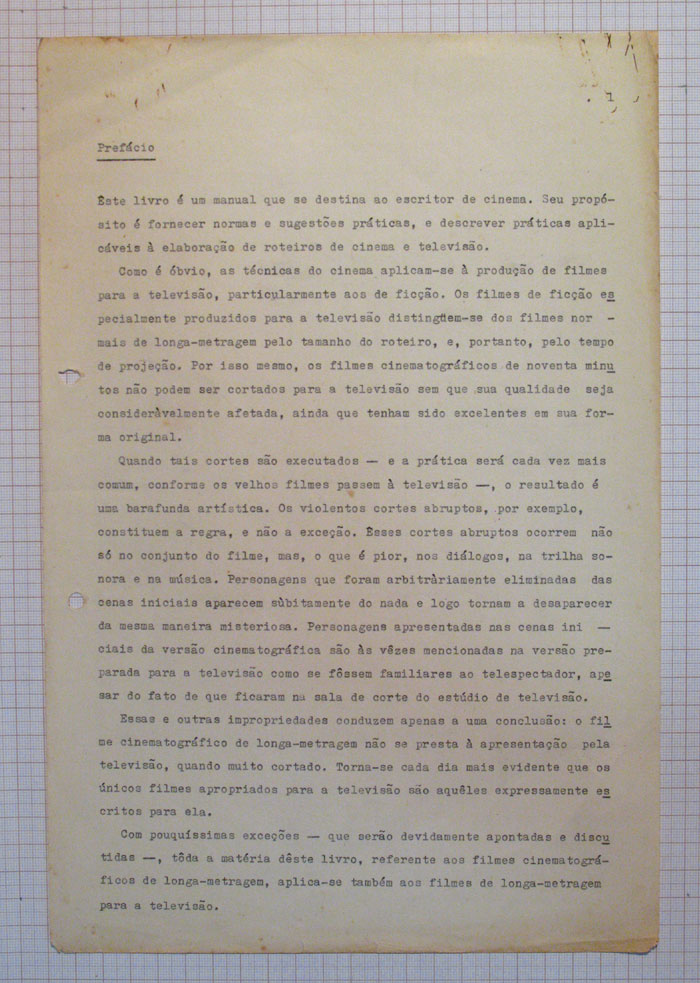 . 1
Prefácio
Êste livro é um manual que se destina ao escritor de cinema. Seu propó-
sito é fornecer normas e sugestões práticas, e descrever práticas apli-
cáveis à elaboração de roteiros de cinema e televisão.
Como é óbvio, as técnicas do cinema aplicam-se à produção de filmes
para a televisão, particularmente aos de ficção. Os filmes de ficção es
pecialmente produzidos para a televisão distingüem-se dos filmes nor -
mais de longa-metragem pelo tamanho do roteiro, e, portanto, pelo tempo
de projeção. Por isso mesmo, os filmes cinematográficos de noventa minu
tos não podem ser cortados para a televisão sem que sua qualidade seja
consideràvelmente afetada, ainda que tenham sido excelentes em sua for-
ma original.
Quando tais cortes são executados — e a prática será cada vez mais
comum, conforme os velhos filmes passem à televisão —, o resultado é
uma barafunda artística. Os violentos cortes abruptos, por exemplo,
constituem a regra, e não a exceção. Êsses cortes abruptos ocorrem não
só no conjunto do filme, mas, o que é pior, nos diálogos, na trilha so-
nora e na música. Personagens que foram arbitràriamente eliminadas das
cenas iniciais aparecem sùbitamente do nada e logo tornam a desaparecer
da mesma maneira misteriosa. Personagens apresentadas nas cenas ini —
ciais da versão cinematográfica são às vêzes mencionadas na versão pre-
parada para a televisão como se fôssem familiares ao telespectador, ape
sar do fato de que ficaram na sala de corte do estúdio de televisão.
Essas e outras impropriedades conduzem apenas a uma conclusão: o fil
me cinematográfico de longa-metragem não se presta à apresentação pela
televisão, quando muito cortado. Torna-se cada dia mais evidente que os
únicos filmes apropriados para a televisão são aquêles expressamente es
critos para ela.
Com pouquíssimas exceções — que serão devidamente apontadas e discu
tidas —, tôda a matéria dêste livro, referente aos filmes cinematográ-
ficos de longa-metragem, aplica-se também aos filmes de longa-metragem
para a televisão.